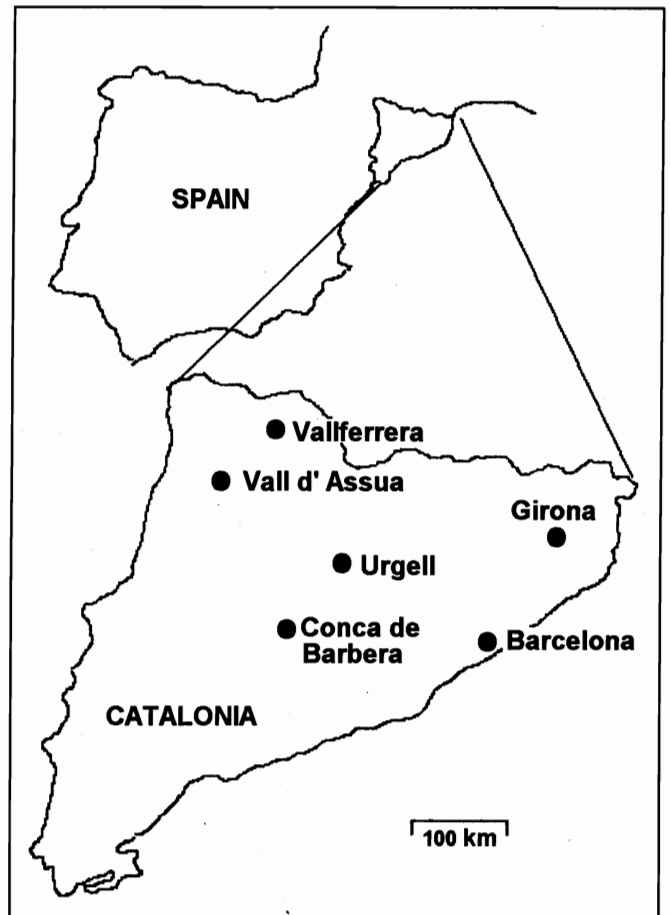 SPAIN
Vallferrera
Vall d' Assua
Girona
Urgell
Conca de
Barbera
Barcelona
CATALONIA
100 km